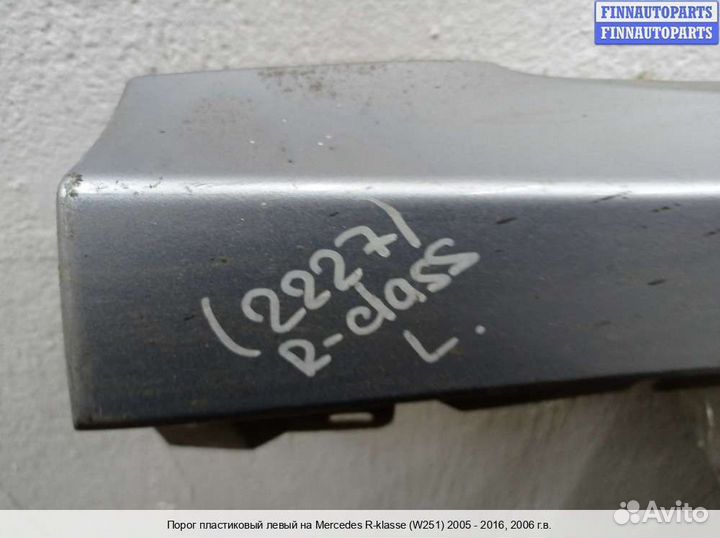 FINNAUTOPARTS
FINNAUTOPARTS
(2227)
R-class
L.
Порог пластиковый левый на Mercedes R-klasse (W251) 2005 - 2016, 2006 г.в.
Avito